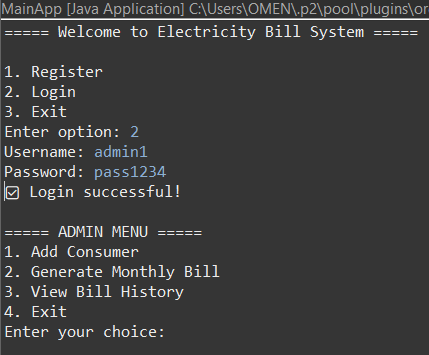 MainApp [Java Application] C:\Users\OMEN\.p2\pool\plugins\or
===== Welcome to Electricity Bill System =====
1. Register
2. Login
3. Exit
Enter option: 2
Username: admin1
Password: pass1234
☑ Login successful!
===== ADMIN MENU =====
1. Add Consumer
2. Generate Monthly Bill
3. View Bill History
4. Exit
Enter your choice: